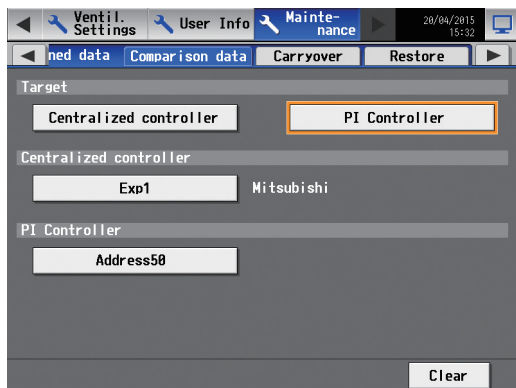 Ventil.
Settings
User Info
Mainte-
nance
20/04/2015
15:32
ned data
Comparison data
Carryover
Restore
Target
Centralized controller
PI Controller
Centralized controller
Exp1
Mitsubishi
PI Controller
Address50
Clear